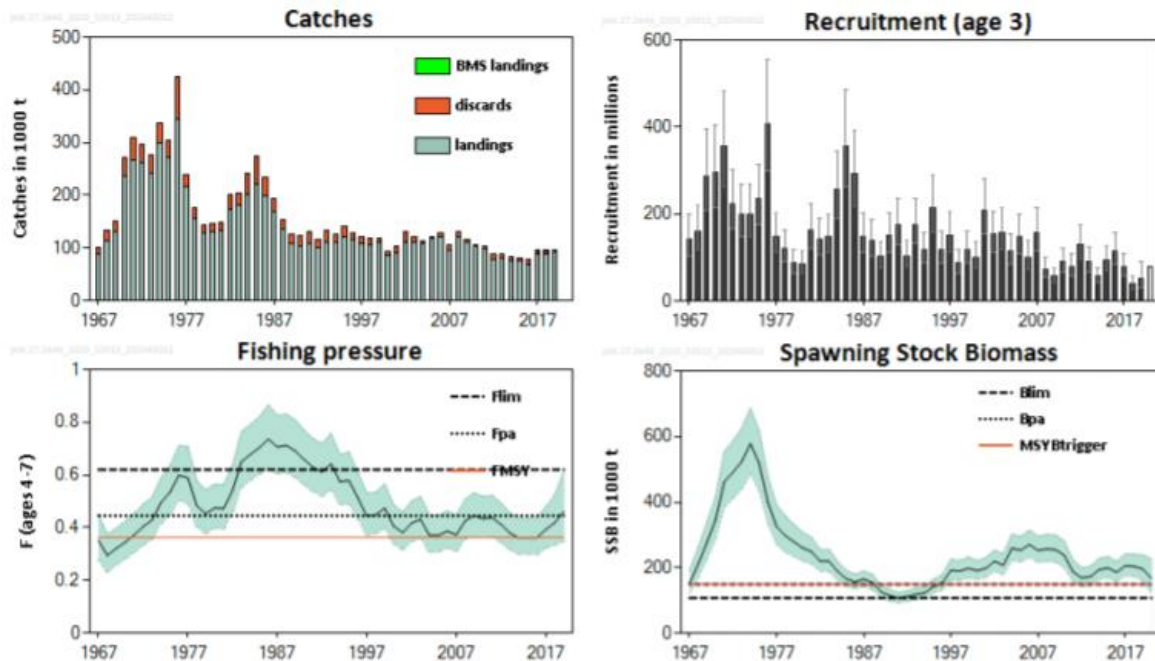 Catches
Catches in 1000 t
500
400
300
200
100
0
BMS landings
discards
landings
1967 1977 1987 1997 2007 2017
Recruitment (age 3)
Recruitment in millions
600
400
200
0
1967 1977 1987 1997 2007 2017
Fishing pressure
F (ages 4-7)
1
0.8
0.6
0.4
0.2
0
Flim
Fpa
FMSY
1967 1977 1987 1997 2007 2017
Spawning Stock Biomass
SSB in 1000 t
800
600
400
200
0
Blim
Bpa
MSYBtrigger
1967 1977 1987 1997 2007 2017